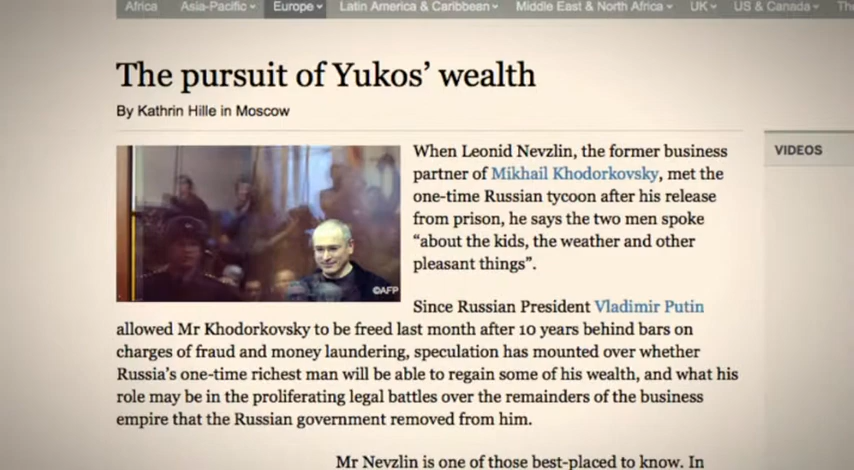 Africa Asia-Pacific Europe Latin America & Caribbean Middle East & North Africa UK US & Canada
The pursuit of Yukos’ wealth
By Kathrin Hille in Moscow
VIDEOS
©AFP
When Leonid Nevzlin, the former business
partner of Mikhail Khodorkovsky, met the
one-time Russian tycoon after his release
from prison, he says the two men spoke
“about the kids, the weather and other
pleasant things”.
Since Russian President Vladimir Putin
allowed Mr Khodorkovsky to be freed last month after 10 years behind bars on
charges of fraud and money laundering, speculation has mounted over whether
Russia’s one-time richest man will be able to regain some of his wealth, and what his
role may be in the proliferating legal battles over the remainders of the business
empire that the Russian government removed from him.
Mr Nevzlin is one of those best-placed to know. In